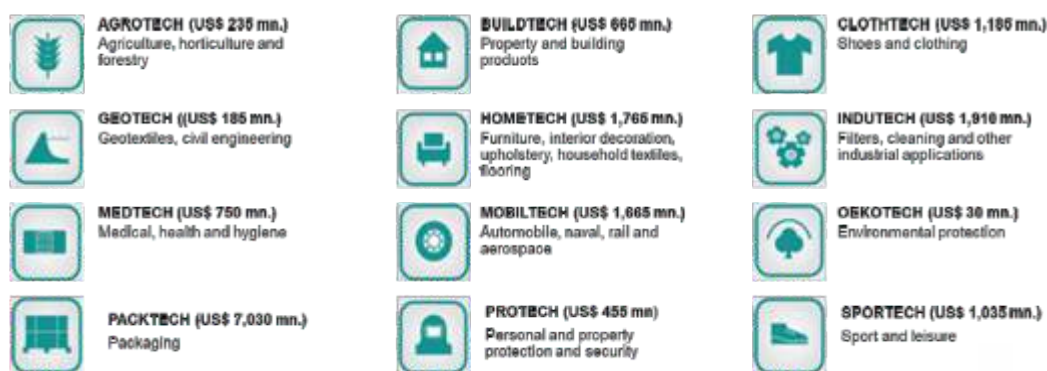 AGROTECH (US$ 235 mn.)
Agriculture, horticulture and
forestry
BUILDTECH (US$ 665 mn.)
Property and building
products
CLOTHTECH (US$ 1,185 mn.)
Shoes and clothing
GEOTECH ((US$ 185 mn.)
Geotextiles, civil engineering
HOMETECH (US$ 1,765 mn.)
Furniture, interior decoration,
upholstery, household textiles,
flooring
INDUTECH (US$ 1,910 mn.)
Filters, cleaning and other
industrial applications
MEDTECH (US$ 750 mn.)
Medical, health and hygiene
MOBILTECH (US$ 1,665 mn.)
Automobile, naval, rail and
aerospace
OEKOTECH (US$ 30 mn.)
Environmental protection
PACKTECH (US$ 7,030 mn.)
Packaging
PROTECH (US$ 455 mn)
Personal and property
protection and security
SPORTECH (US$ 1,035 mn.)
Sport and leisure